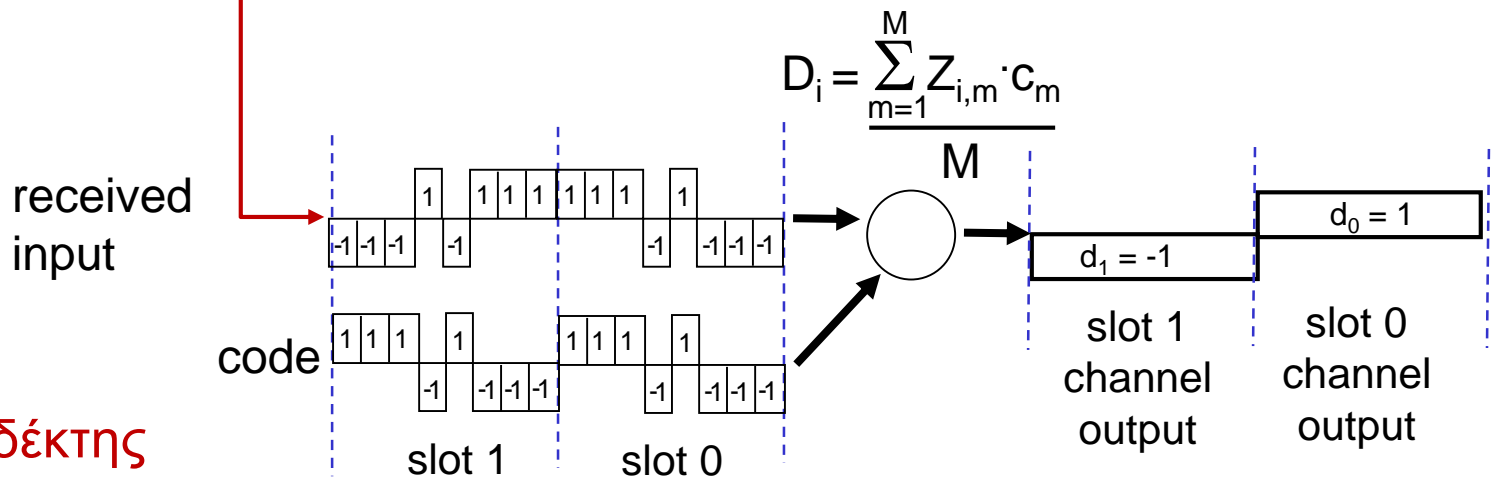 D_i = Σ_{m=1}^{M} Z_{i,m}·c_m
M
received
input
-1 -1 -1 1 -1 1 1 1 1 1 1 -1 1 -1 -1 -1
d_1 = -1
d_0 = 1
code
1 1 1 -1 1 -1 -1 -1 1 1 1 -1 1 -1 -1 -1
slot 1
channel
output
slot 0
channel
output
δέκτης
slot 1
slot 0